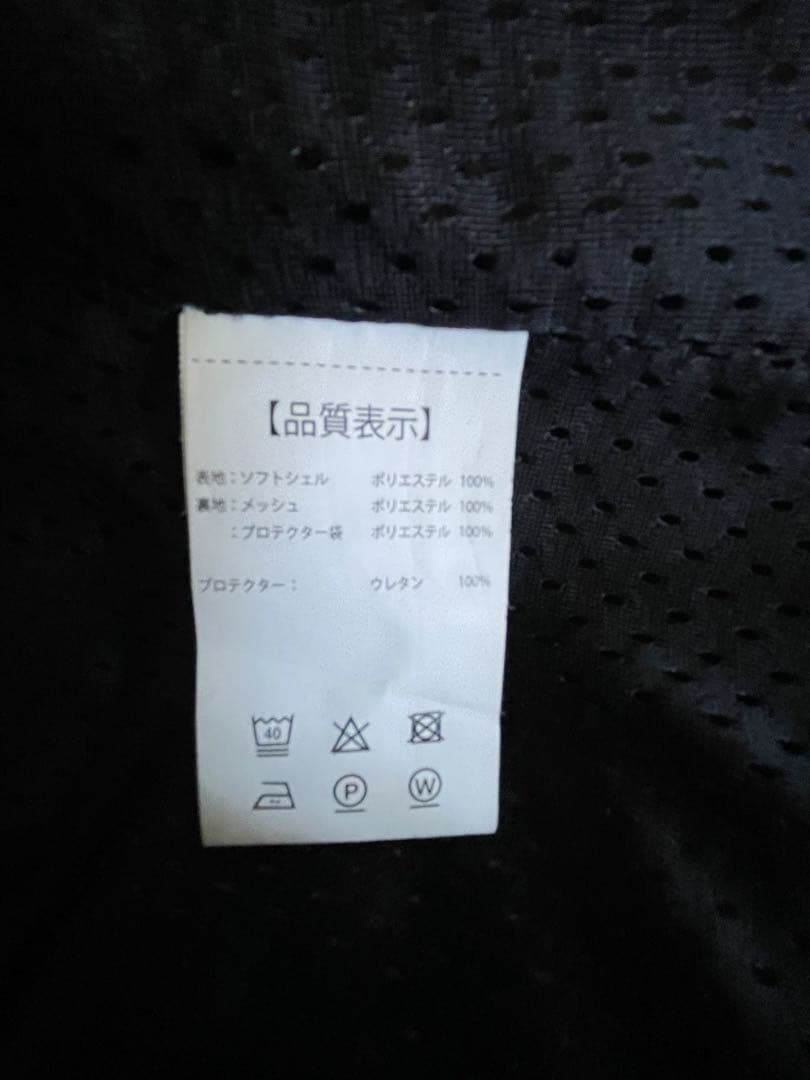 【品質表示】
表地：ソフトシェル ポリエステル 100%
裏地：メッシュ ポリエステル 100%
：プロテクター袋 ポリエステル 100%
プロテクター： ウレタン 100%
40
P W